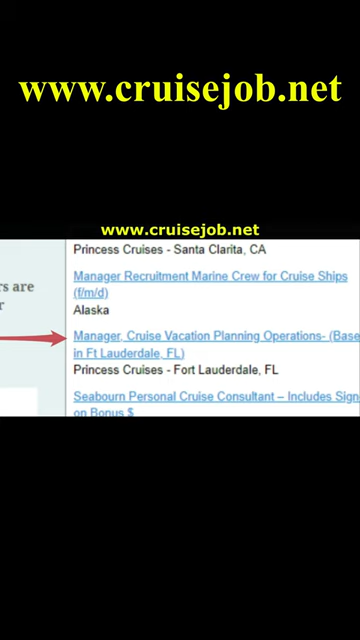 www.cruisejob.net
www.cruisejob.net
Princess Cruises - Santa Clarita, CA
Manager Recruitment Marine Crew for Cruise Ships
(f/m/d)
rs are
r
Alaska
Manager, Cruise Vacation Planning Operations- (Base
in Ft Lauderdale, FL)
Princess Cruises - Fort Lauderdale, FL
Seabourn Personal Cruise Consultant – Includes Sign
on Bonus $